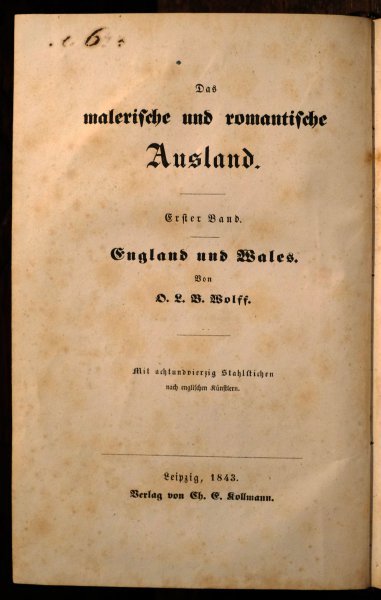 6.
Das
malerische und romantische
Ausland.
Erster Band.
England und Wales.
Von
O. L. B. Wolff.
Mit achtundvierzig Stahlstichen
nach englischen Künstlern.
Leipzig, 1843.
Verlag von Ch. E. Kollmann.